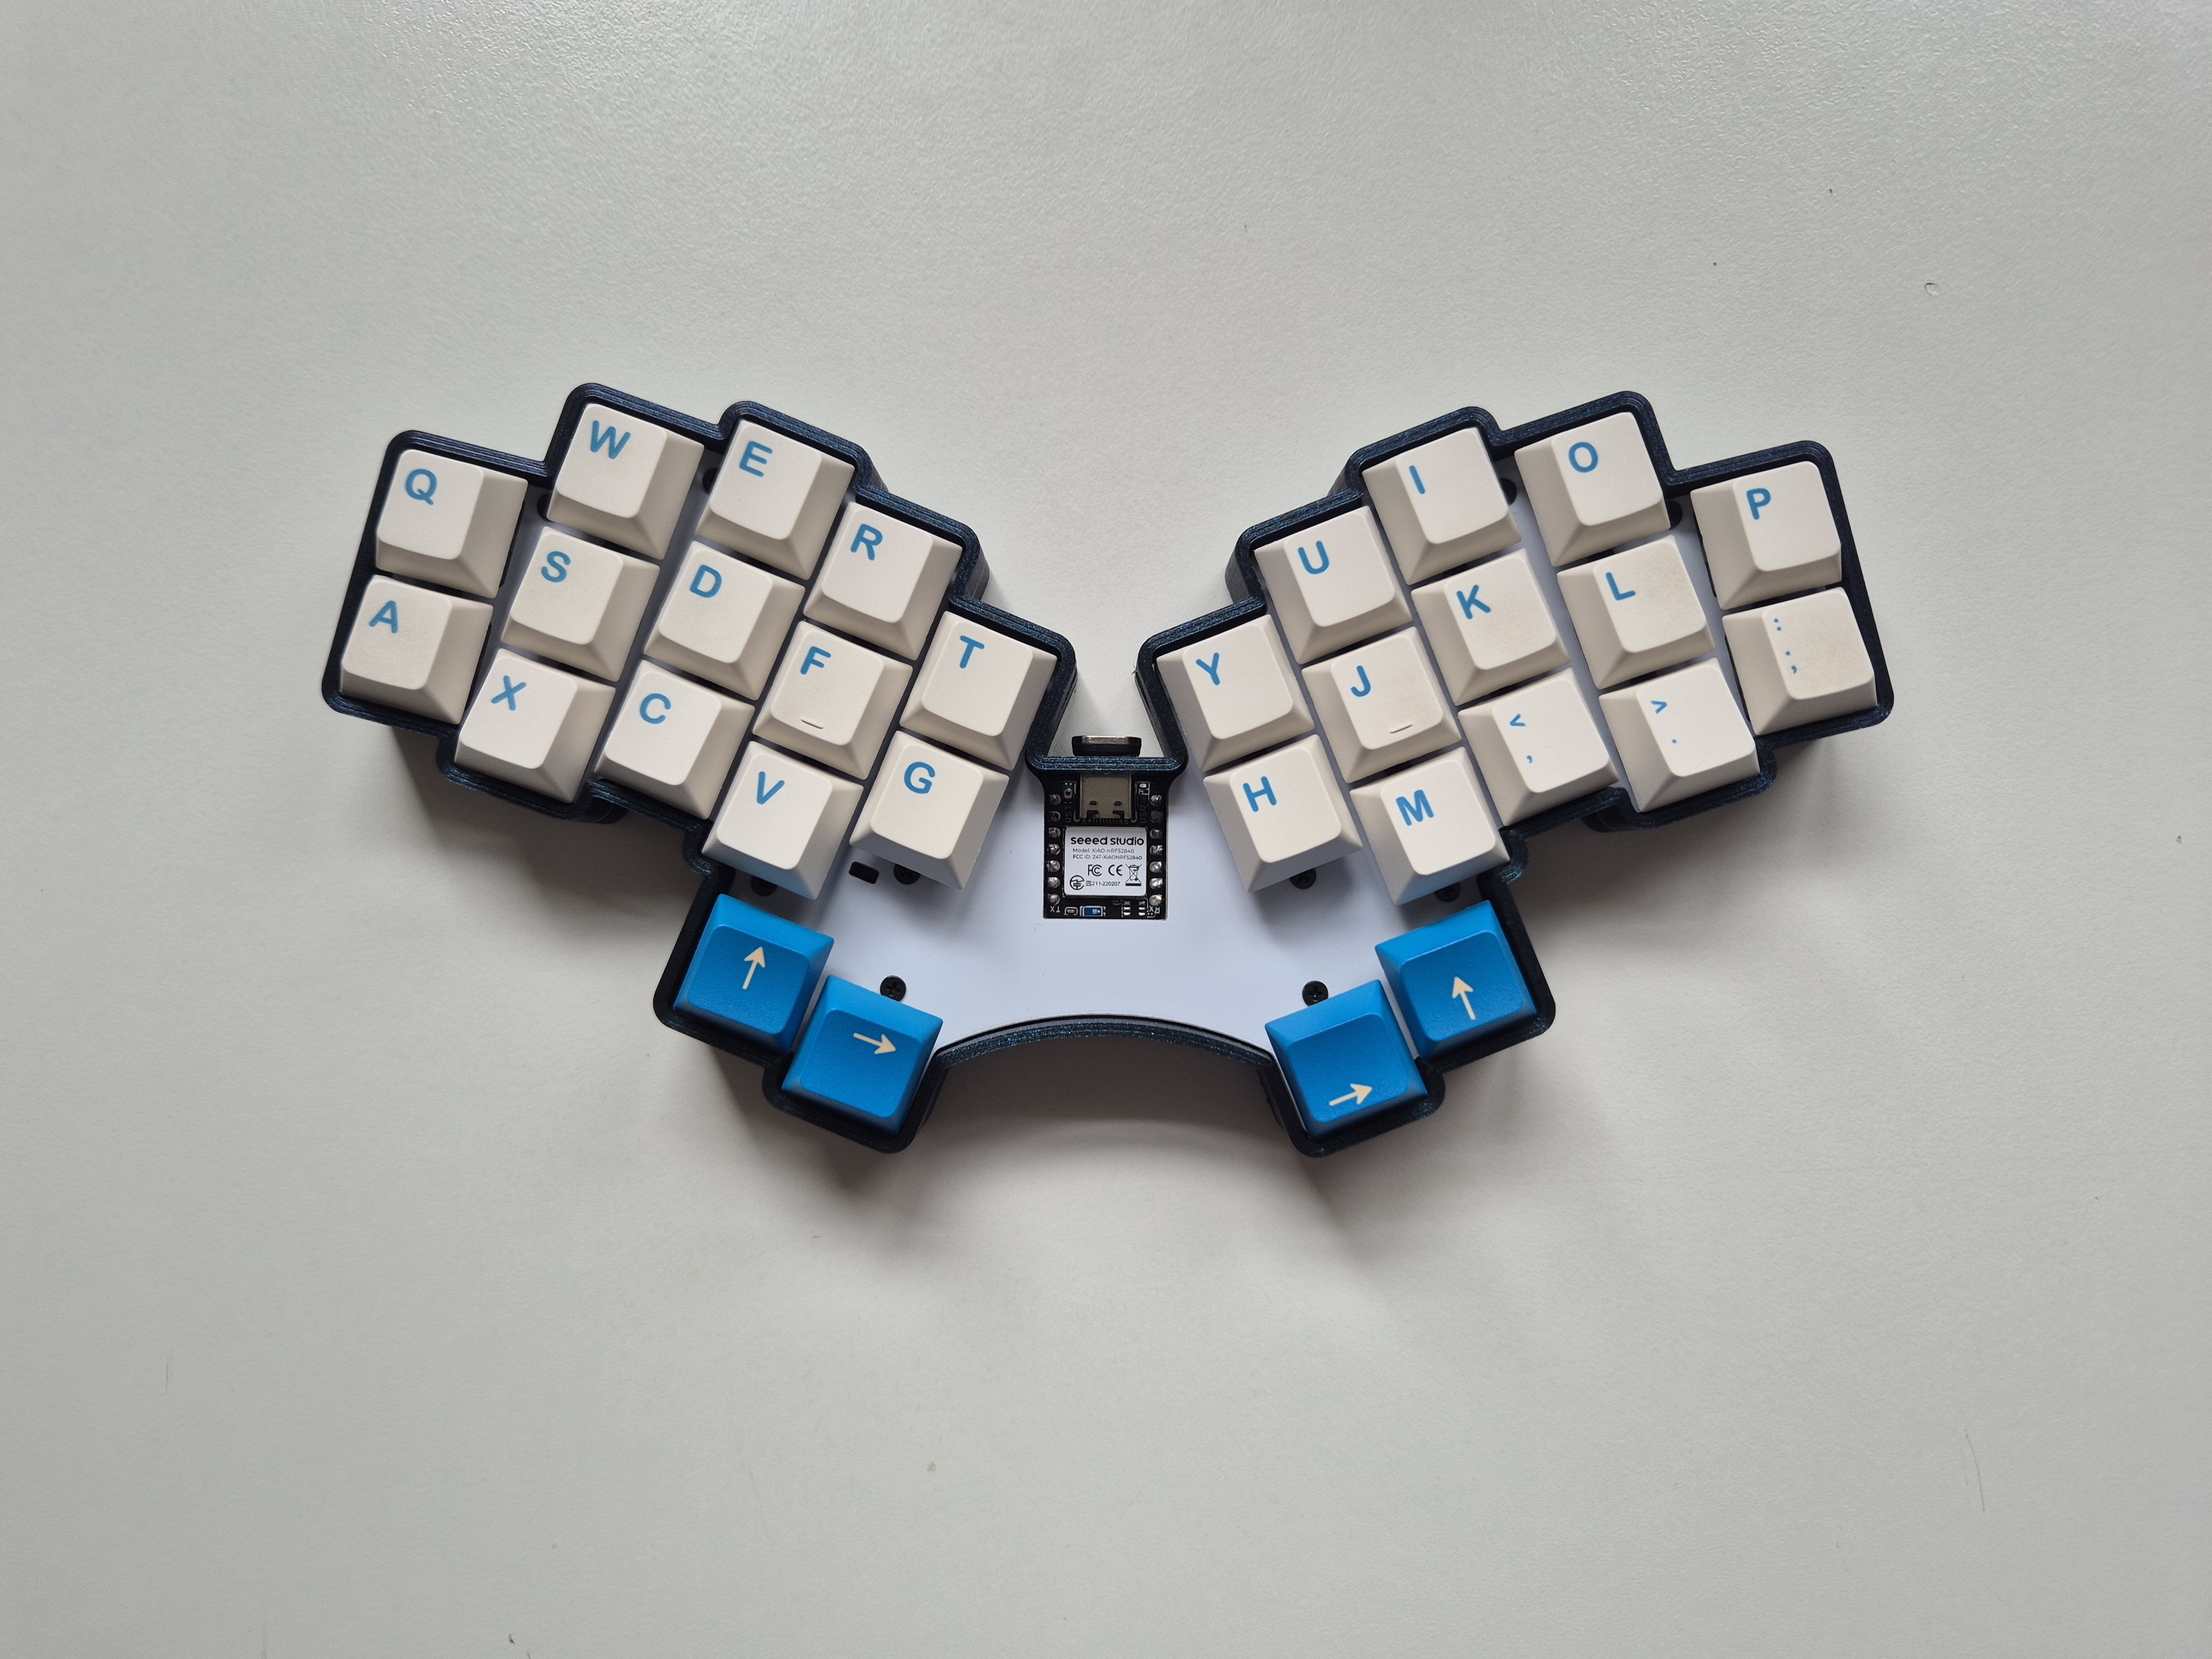 Q W E R T Y U I O P
A S D F G H J K L : ;
X C V M < , > .
↑ → → ↑
seeed studio
Model: XIAO-nRF52840
FCC ID: Z4T-XIAONRF52840
FC CE
211-220207